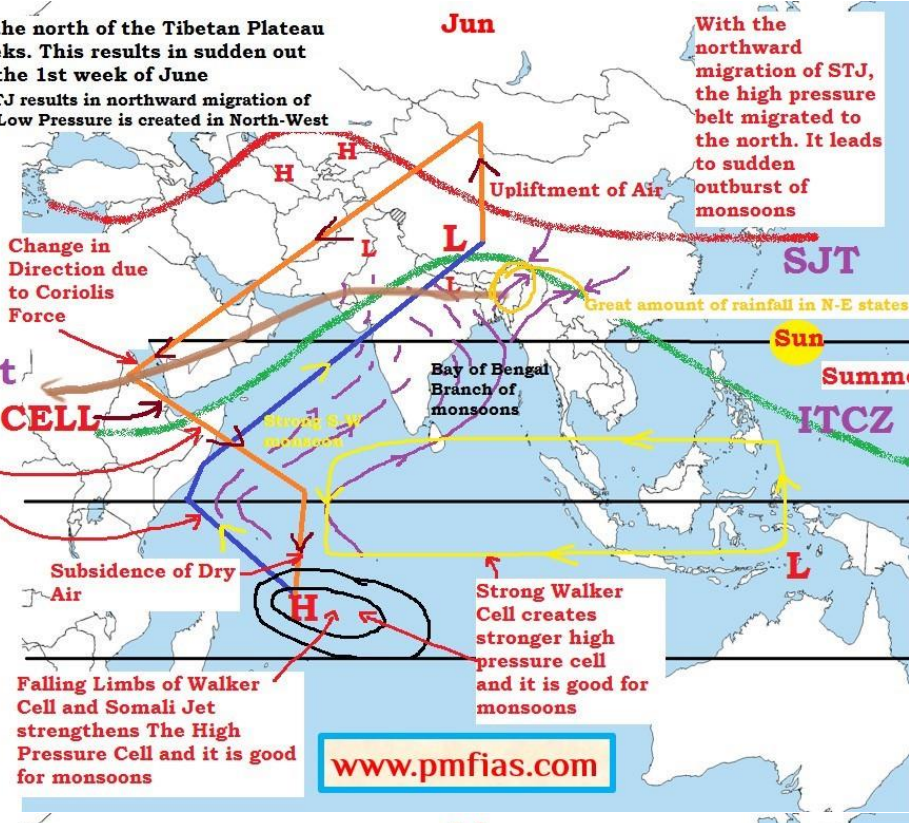 the north of the Tibetan Plateau
eks. This results in sudden out
the 1st week of June
TJ results in northward migration of
Low Pressure is created in North-West
Jun
With the
northward
migration of STJ,
the high pressure
belt migrated to
the north. It leads
to sudden
outburst of
monsoons
H
H
Upliftment of Air
L
L
L
SJT
Change in
Direction due
to Coriolis
Force
Great amount of rainfall in N-E states
Sun
t
CELL
Bay of Bengal
Branch of
monsoons
Summe
ITCZ
Strong S.W
monsoon
Subsidence of Dry
Air
H
L
Strong Walker
Cell creates
stronger high
pressure cell
and it is good for
monsoons
Falling Limbs of Walker
Cell and Somali Jet
strengthens The High
Pressure Cell and it is good
for monsoons
www.pmfias.com